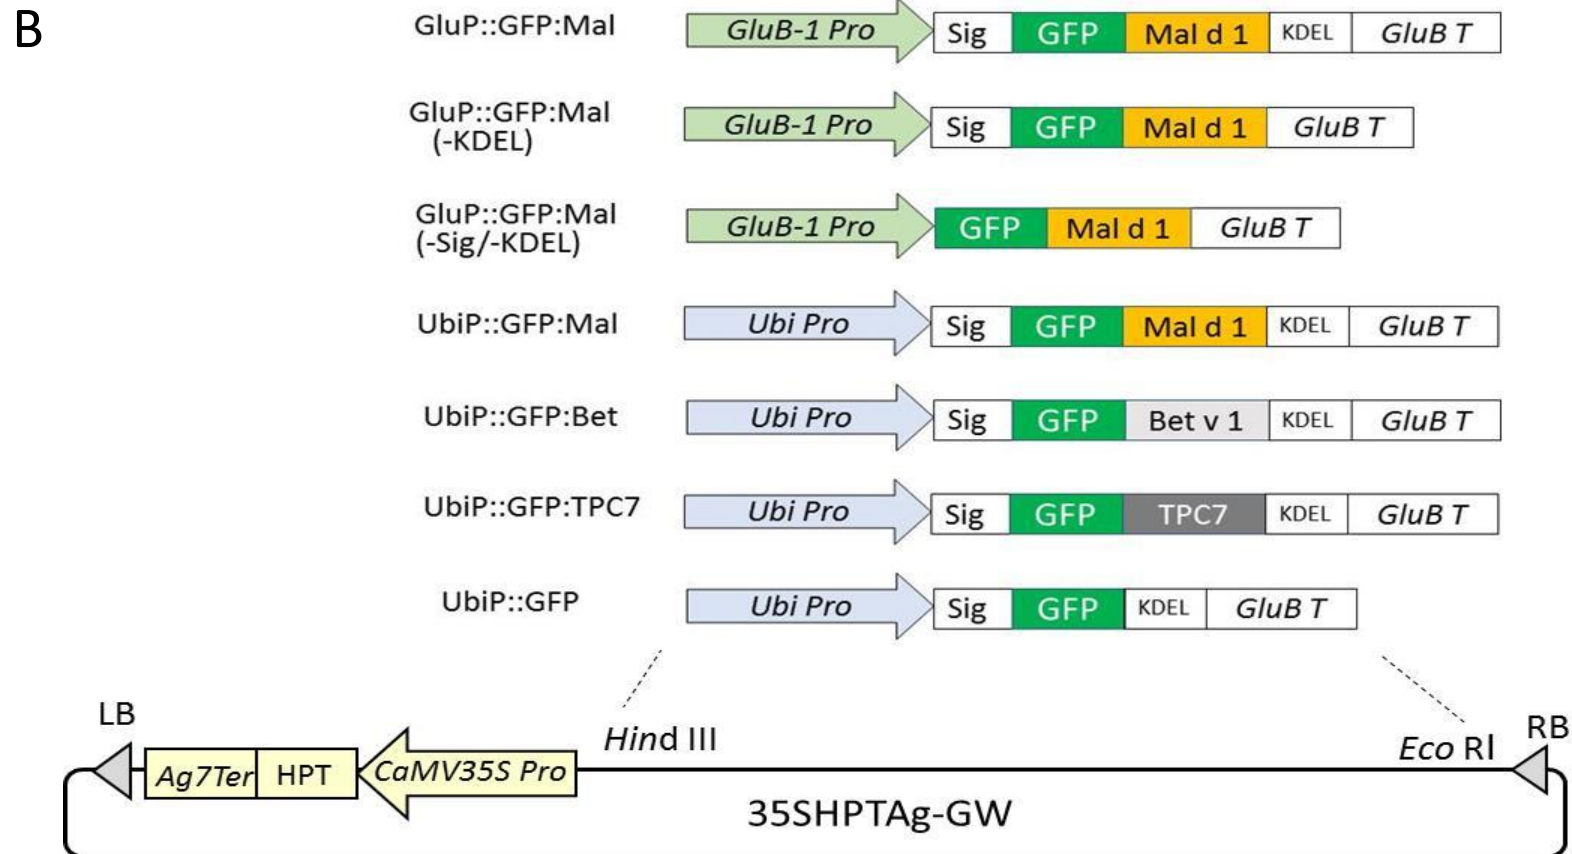 B
GluP::GFP:Mal GluB-1 Pro Sig GFP Mal d 1 KDEL GluB T
GluP::GFP:Mal
(-KDEL)
GluB-1 Pro Sig GFP Mal d 1 GluB T
GluP::GFP:Mal
(-Sig/-KDEL)
GluB-1 Pro GFP Mal d 1 GluB T
UbiP::GFP:Mal Ubi Pro Sig GFP Mal d 1 KDEL GluB T
UbiP::GFP:Bet Ubi Pro Sig GFP Bet v 1 KDEL GluB T
UbiP::GFP:TPC7 Ubi Pro Sig GFP TPC7 KDEL GluB T
UbiP::GFP Ubi Pro Sig GFP KDEL GluB T
LB
Hind III
Eco RI
RB
Ag7Ter HPT CaMV35S Pro
35SHPTAg-GW